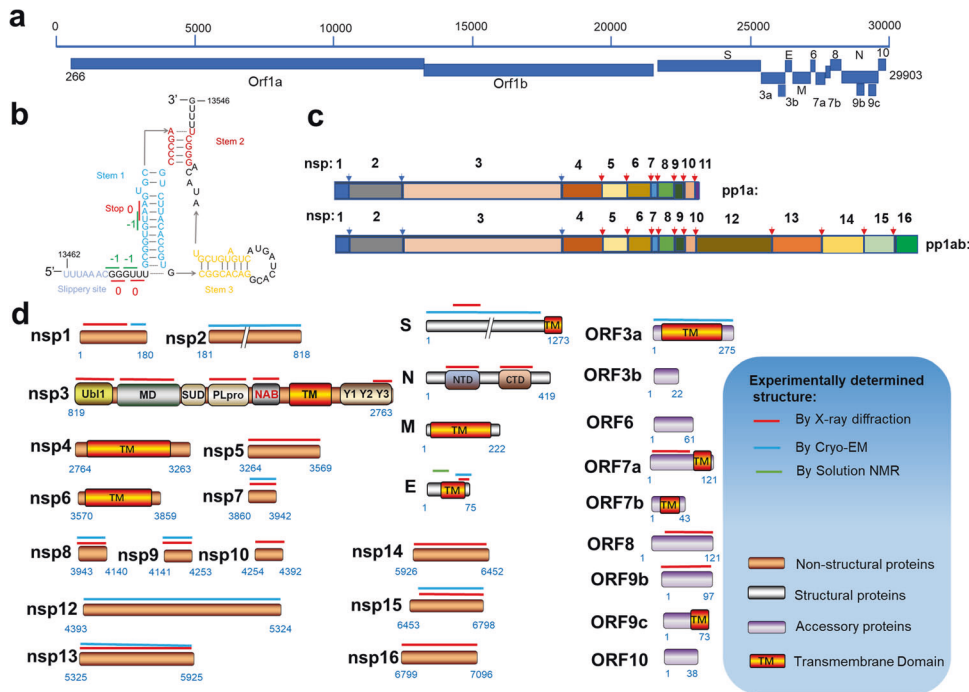 a
0 5000 10000 15000 20000 25000 30000
S E 6 8 N 10
266 Orf1a Orf1b 29903
3a 3b M 7a 7b 9b 9c
b
3' G 13546
Stem 2
Stem 1
Stop 0
-1
13462
-1 -1
5' UUUAAACGGGUUU G
Slippery site 0 0
Stem 3
c
nsp: 1 2 3 4 5 6 7 8 9 10 11
pp1a:
nsp: 1 2 3 4 5 6 7 8 9 10 12 13 14 15 16
pp1ab:
d
nsp1 1 180
nsp2 181 818
nsp3 Ubl1 MD SUD PLpro NAB TM Y1 Y2 Y3
819 2763
nsp4 TM
2764 3263
nsp5
3264 3569
nsp6 TM
3570 3859
nsp7
3860 3942
nsp8
3943 4140
nsp9
4141 4253
nsp10
4254 4392
nsp12
4393 5324
nsp13
5325 5925
S TM
1 1273
N NTD CTD
1 419
M TM
1 222
E TM
1 75
nsp14
5926 6452
nsp15
6453 6798
nsp16
6799 7096
ORF3a TM
1 275
ORF3b
1 22
ORF6
1 61
ORF7a TM
1 121
ORF7b TM
1 43
ORF8
1 121
ORF9b
1 97
ORF9c TM
1 73
ORF10
1 38
Experimentally determined
structure:
By X-ray diffraction
By Cryo-EM
By Solution NMR
Non-structural proteins
Structural proteins
Accessory proteins
TM Transmembrane Domain